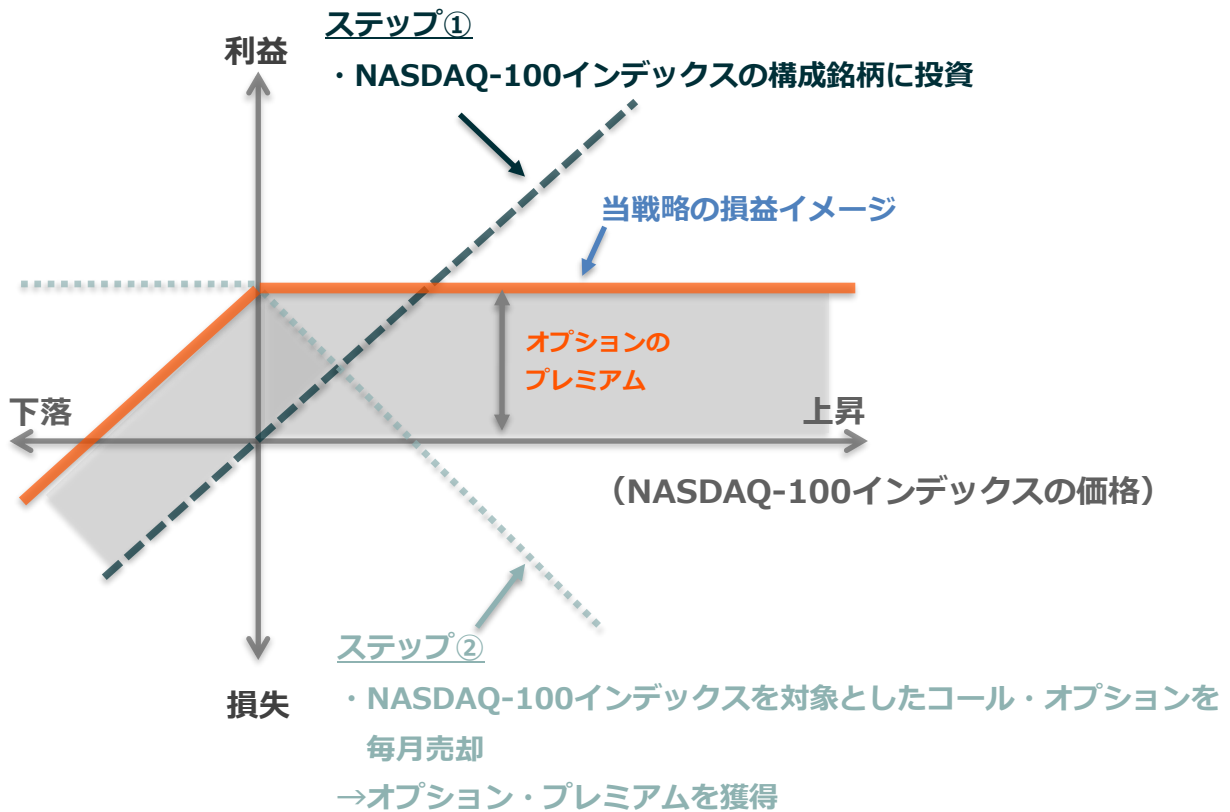 ステップ①
利益
・NASDAQ-100インデックスの構成銘柄に投資
当戦略の損益イメージ
オプションの
プレミアム
下落
上昇
（NASDAQ-100インデックスの価格）
ステップ②
損失
・NASDAQ-100インデックスを対象としたコール・オプションを
毎月売却
→オプション・プレミアムを獲得